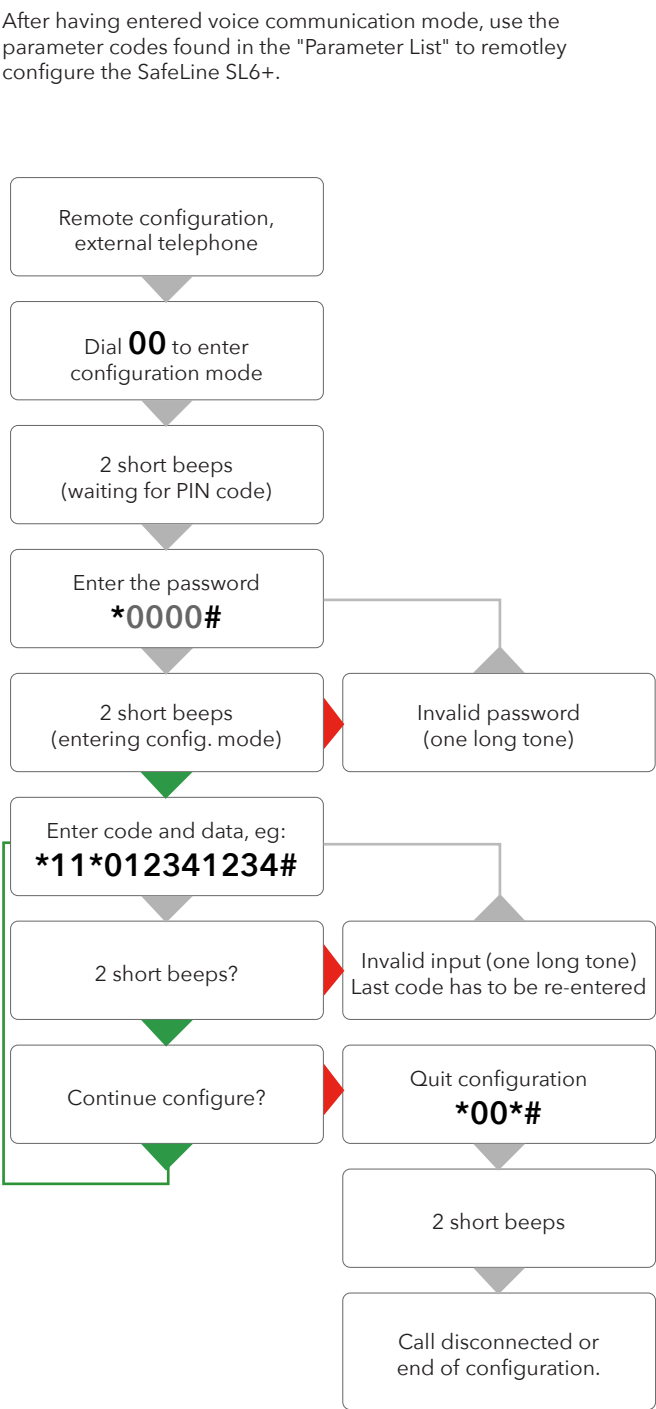 After having entered voice communication mode, use the
parameter codes found in the "Parameter List" to remotley
configure the SafeLine SL6+.
Remote configuration,
external telephone
Dial 00 to enter
configuration mode
2 short beeps
(waiting for PIN code)
Enter the password
*0000#
2 short beeps
(entering config. mode)
Invalid password
(one long tone)
Enter code and data, eg:
*11*012341234#
2 short beeps?
Invalid input (one long tone)
Last code has to be re-entered
Continue configure?
Quit configuration
*00*#
2 short beeps
Call disconnected or
end of configuration.